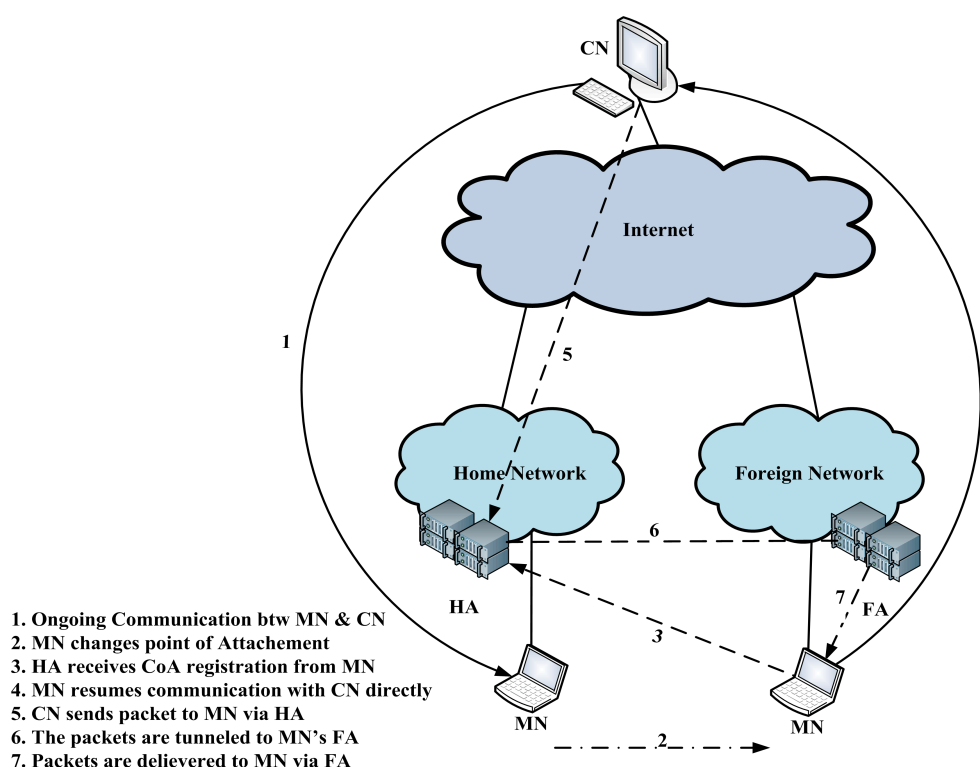 CN
Internet
1
5
Home Network
Foreign Network
6
HA
7
FA
3
1. Ongoing Communication btw MN & CN
2. MN changes point of Attachement
3. HA receives CoA registration from MN
4. MN resumes communication with CN directly
5. CN sends packet to MN via HA
6. The packets are tunneled to MN's FA
7. Packets are delievered to MN via FA
MN
MN
2